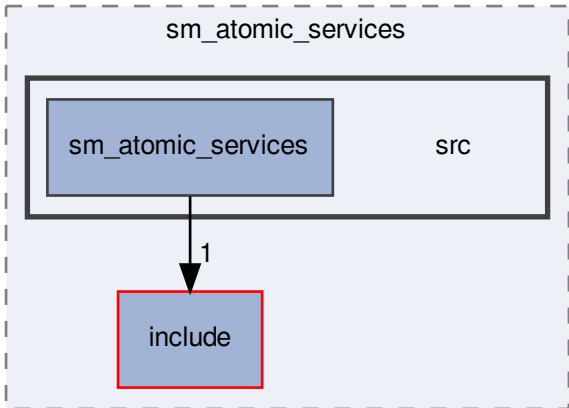 sm_atomic_services
sm_atomic_services
src
1
include